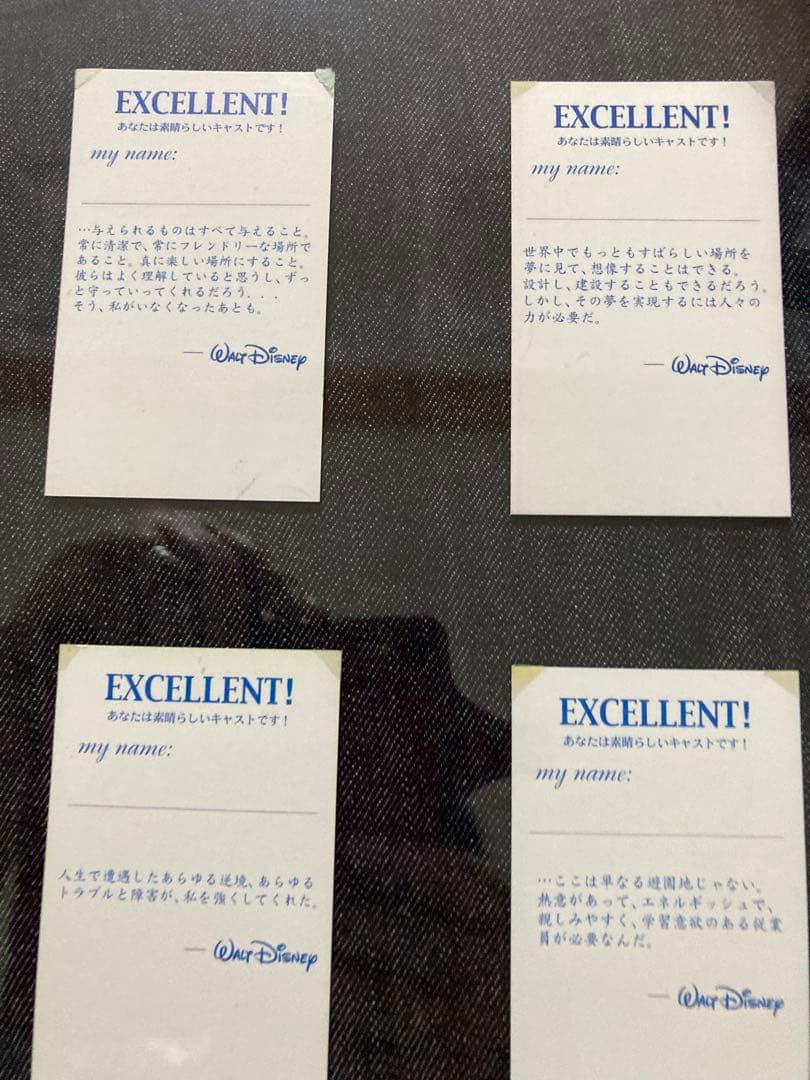 EXCELLENT!
あなたは素晴らしいキャストです！
my name:
…与えられるものはすべて与えること。
常に清潔で、常にフレンドリーな場所で
あること。真に楽しい場所にすること。
彼らはよく理解していると思うし、ずっ
と守っていってくれるだろう．．．
そう、私がいなくなったあとも。
— WALT DISNEY
EXCELLENT!
あなたは素晴らしいキャストです！
my name:
世界中でもっともすばらしい場所を
夢に見て、想像することはできる。
設計し、建設することもできるだろう。
しかし、その夢を実現するには人々の
力が必要だ。
— WALT DISNEY
EXCELLENT!
あなたは素晴らしいキャストです！
my name:
人生で遭遇したあらゆる逆境、あらゆる
トラブルと障害が、私を強くしてくれた。
— WALT DISNEY
EXCELLENT!
あなたは素晴らしいキャストです！
my name:
…ここは単なる遊園地じゃない。
熱意があって、エネルギッシュで、
親しみやすく、学習意欲のある従業
員が必要なんだ。
— WALT DISNEY